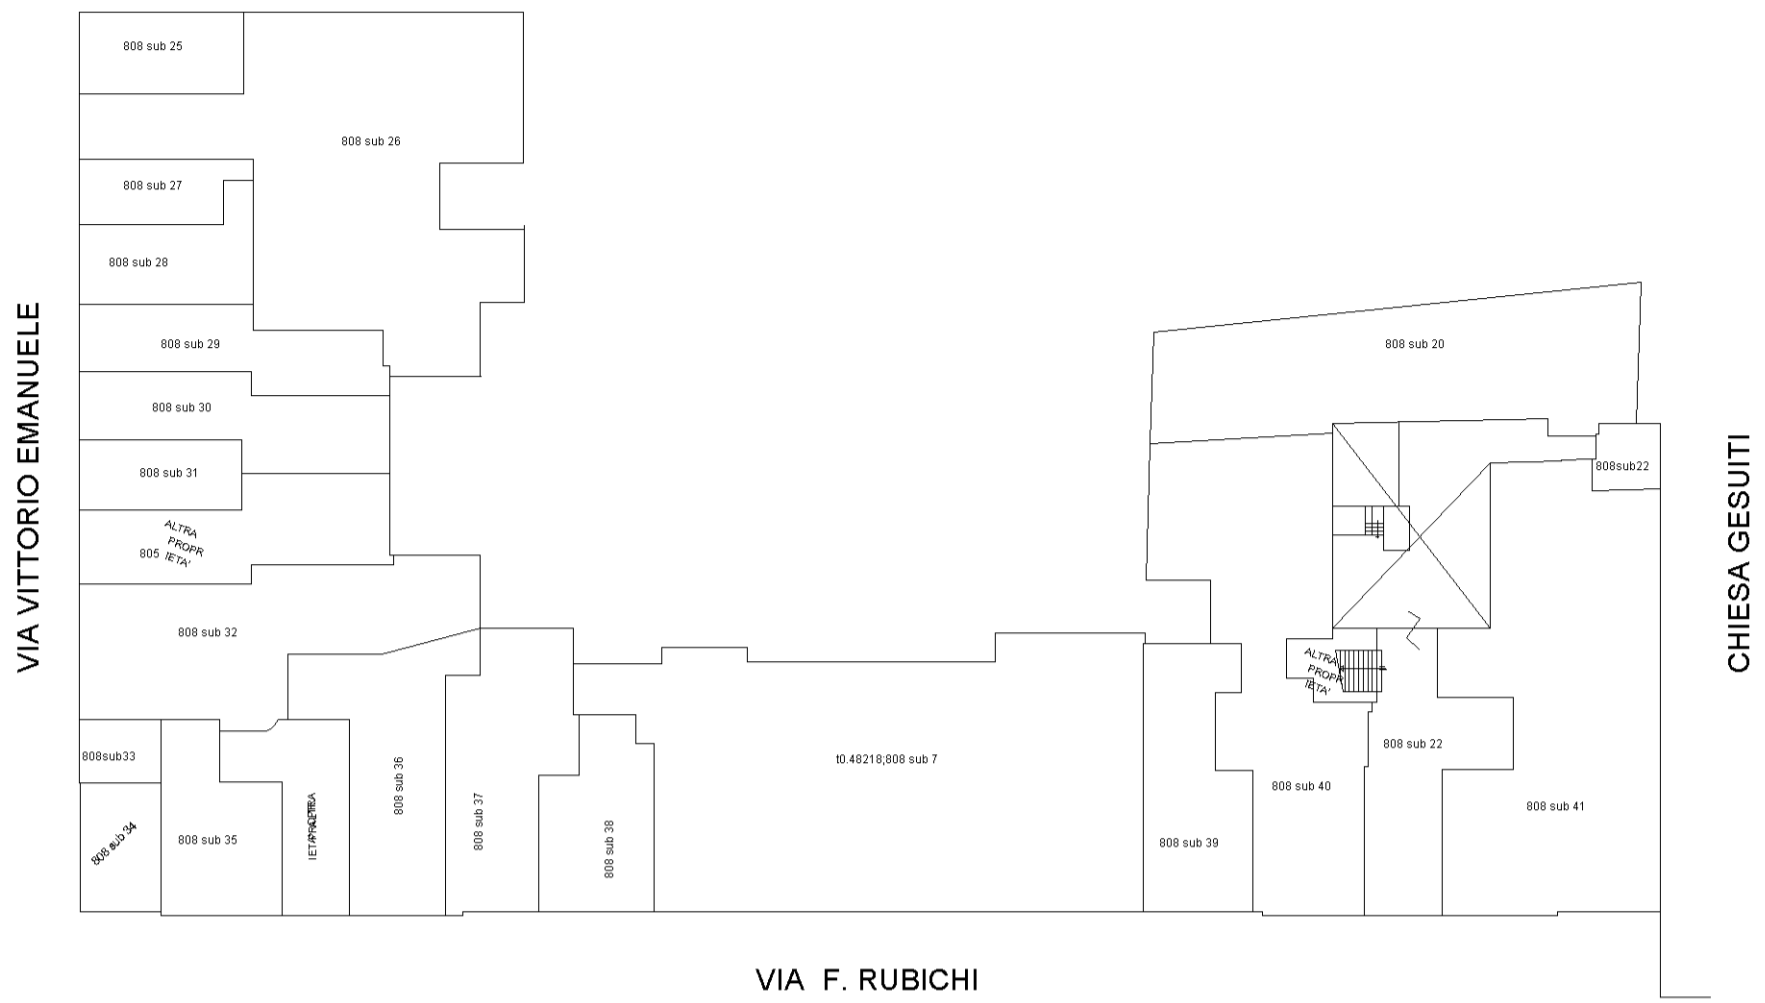 808 sub 25
808 sub 26
808 sub 27
808 sub 28
808 sub 29
808 sub 30
808 sub 31
ALTRA
PROPR
IETA'
805
808 sub 32
808sub33
808 sub 34
808 sub 35
808 sub 36
808 sub 37
808 sub 38
t0.48218;808 sub 7
808 sub 39
808 sub 40
ALTRA
PROPR
IETA'
808 sub 22
808 sub 41
808 sub 20
808sub22
VIA VITTORIO EMANUELE
CHIESA GESUITI
VIA F. RUBICHI